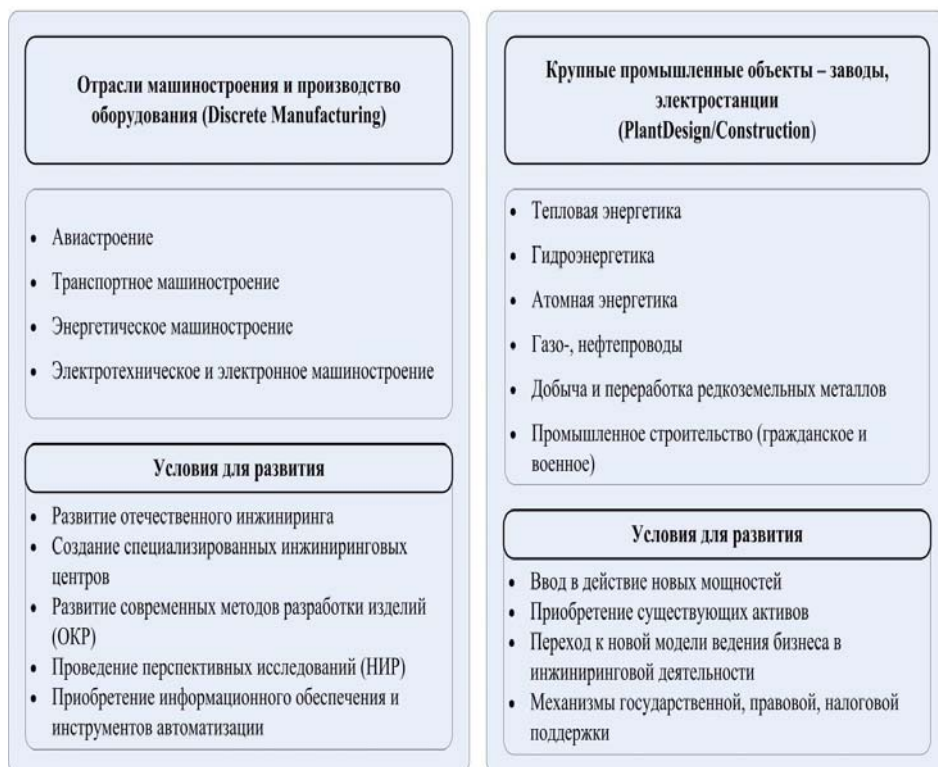 Отрасли машиностроения и производство
оборудования (Discrete Manufacturing)
• Авиастроение
• Транспортное машиностроение
• Энергетическое машиностроение
• Электротехническое и электронное машиностроение
Условия для развития
• Развитие отечественного инжиниринга
• Создание специализированных инжиниринговых
центров
• Развитие современных методов разработки изделий
(ОКР)
• Проведение перспективных исследований (НИР)
• Приобретение информационного обеспечения и
инструментов автоматизации
Крупные промышленные объекты – заводы,
электростанции
(PlantDesign/Construction)
• Тепловая энергетика
• Гидроэнергетика
• Атомная энергетика
• Газо-, нефтепроводы
• Добыча и переработка редкоземельных металлов
• Промышленное строительство (гражданское и
военное)
Условия для развития
• Ввод в действие новых мощностей
• Приобретение существующих активов
• Переход к новой модели ведения бизнеса в
инжиниринговой деятельности
• Механизмы государственной, правовой, налоговой
поддержки